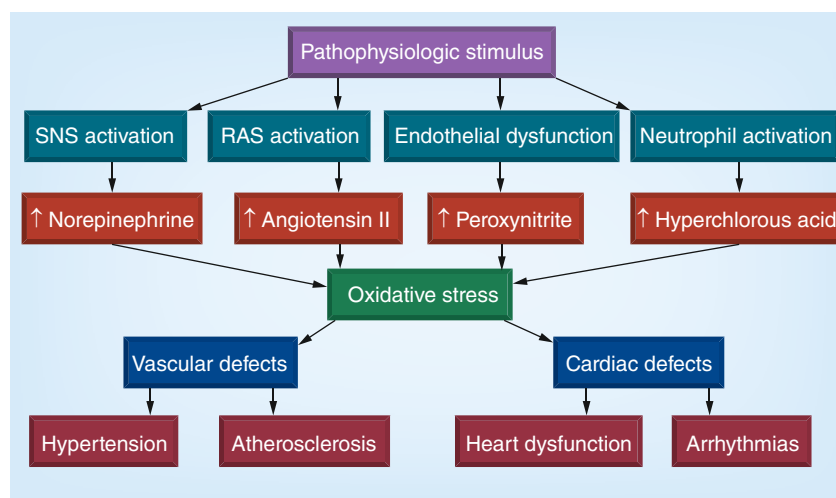 Pathophysiologic stimulus
SNS activation
RAS activation
Endothelial dysfunction
Neutrophil activation
↑ Norepinephrine
↑ Angiotensin II
↑ Peroxynitrite
↑ Hyperchlorous acid
Oxidative stress
Vascular defects
Cardiac defects
Hypertension
Atherosclerosis
Heart dysfunction
Arrhythmias